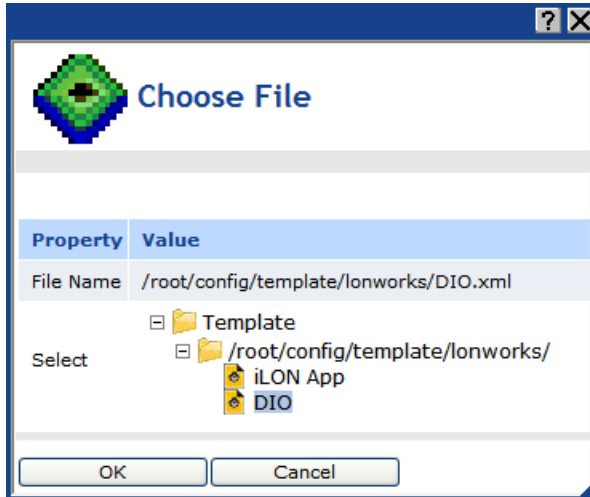 ?
Choose File
Property Value
File Name /root/config/template/lonworks/DIO.xml
Template
Select /root/config/template/lonworks/
iLON App
DIO
OK Cancel